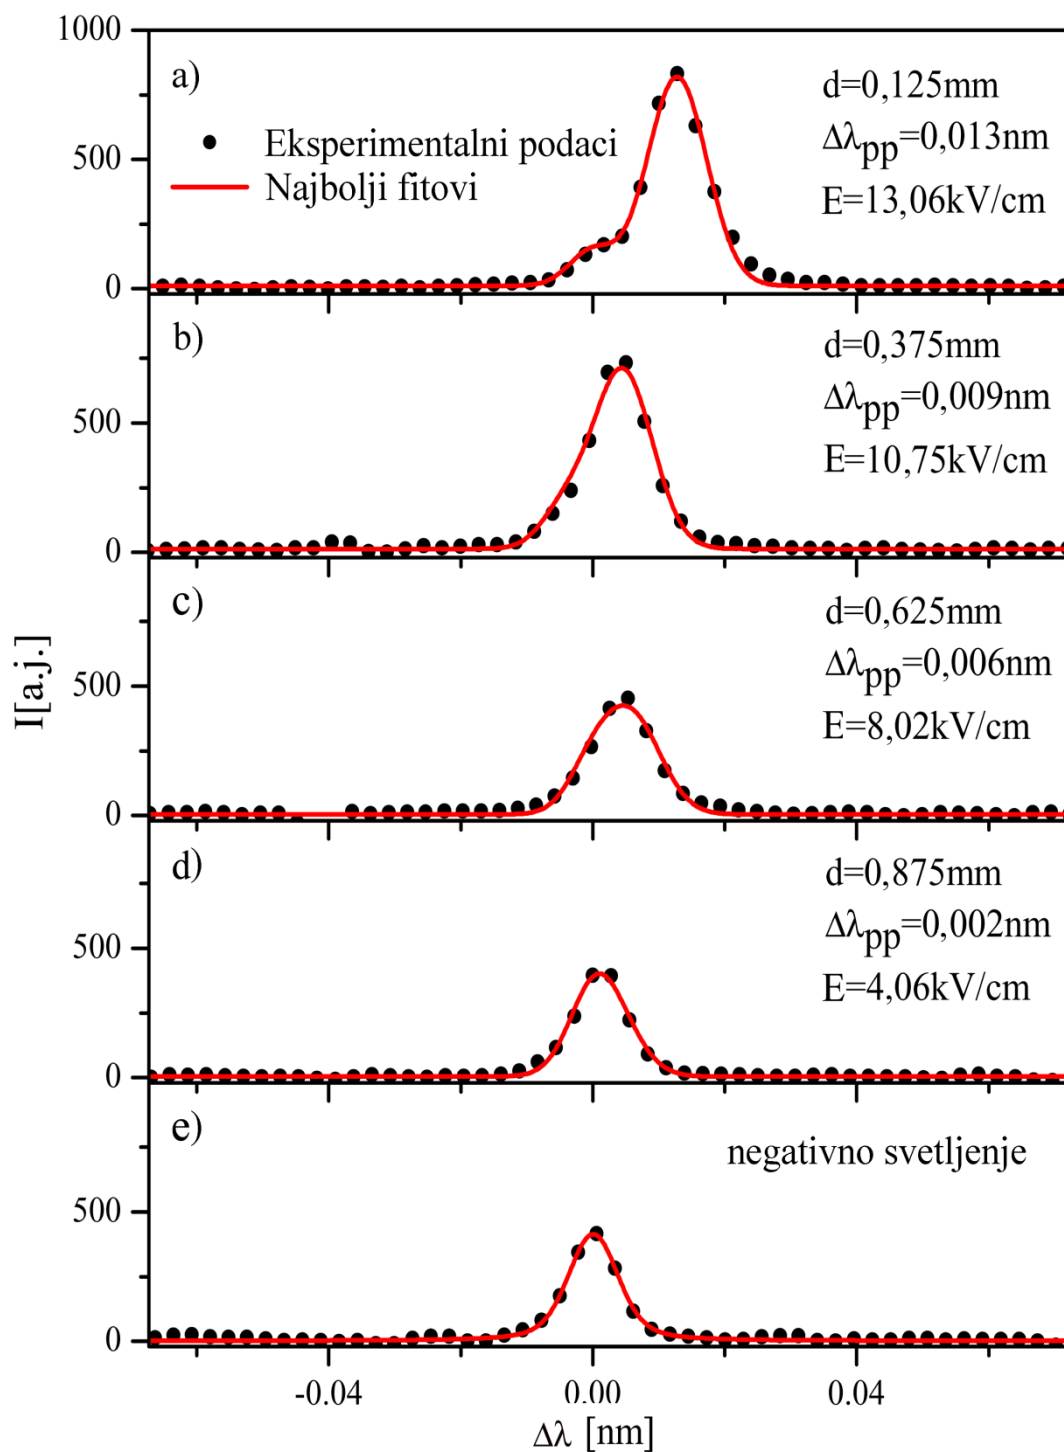 1000
a)
d=0,125mm
Eksperimentalni podaci
Δλpp=0,013nm
500
Najbolji fitovi
E=13,06kV/cm
0
b)
d=0,375mm
Δλpp=0,009nm
500
E=10,75kV/cm
0
c)
d=0,625mm
Δλpp=0,006nm
500
E=8,02kV/cm
0
I[a.j.]
d)
d=0,875mm
Δλpp=0,002nm
500
E=4,06kV/cm
0
e)
negativno svetljenje
500
0
-0.04 0.00 0.04
Δλ [nm]